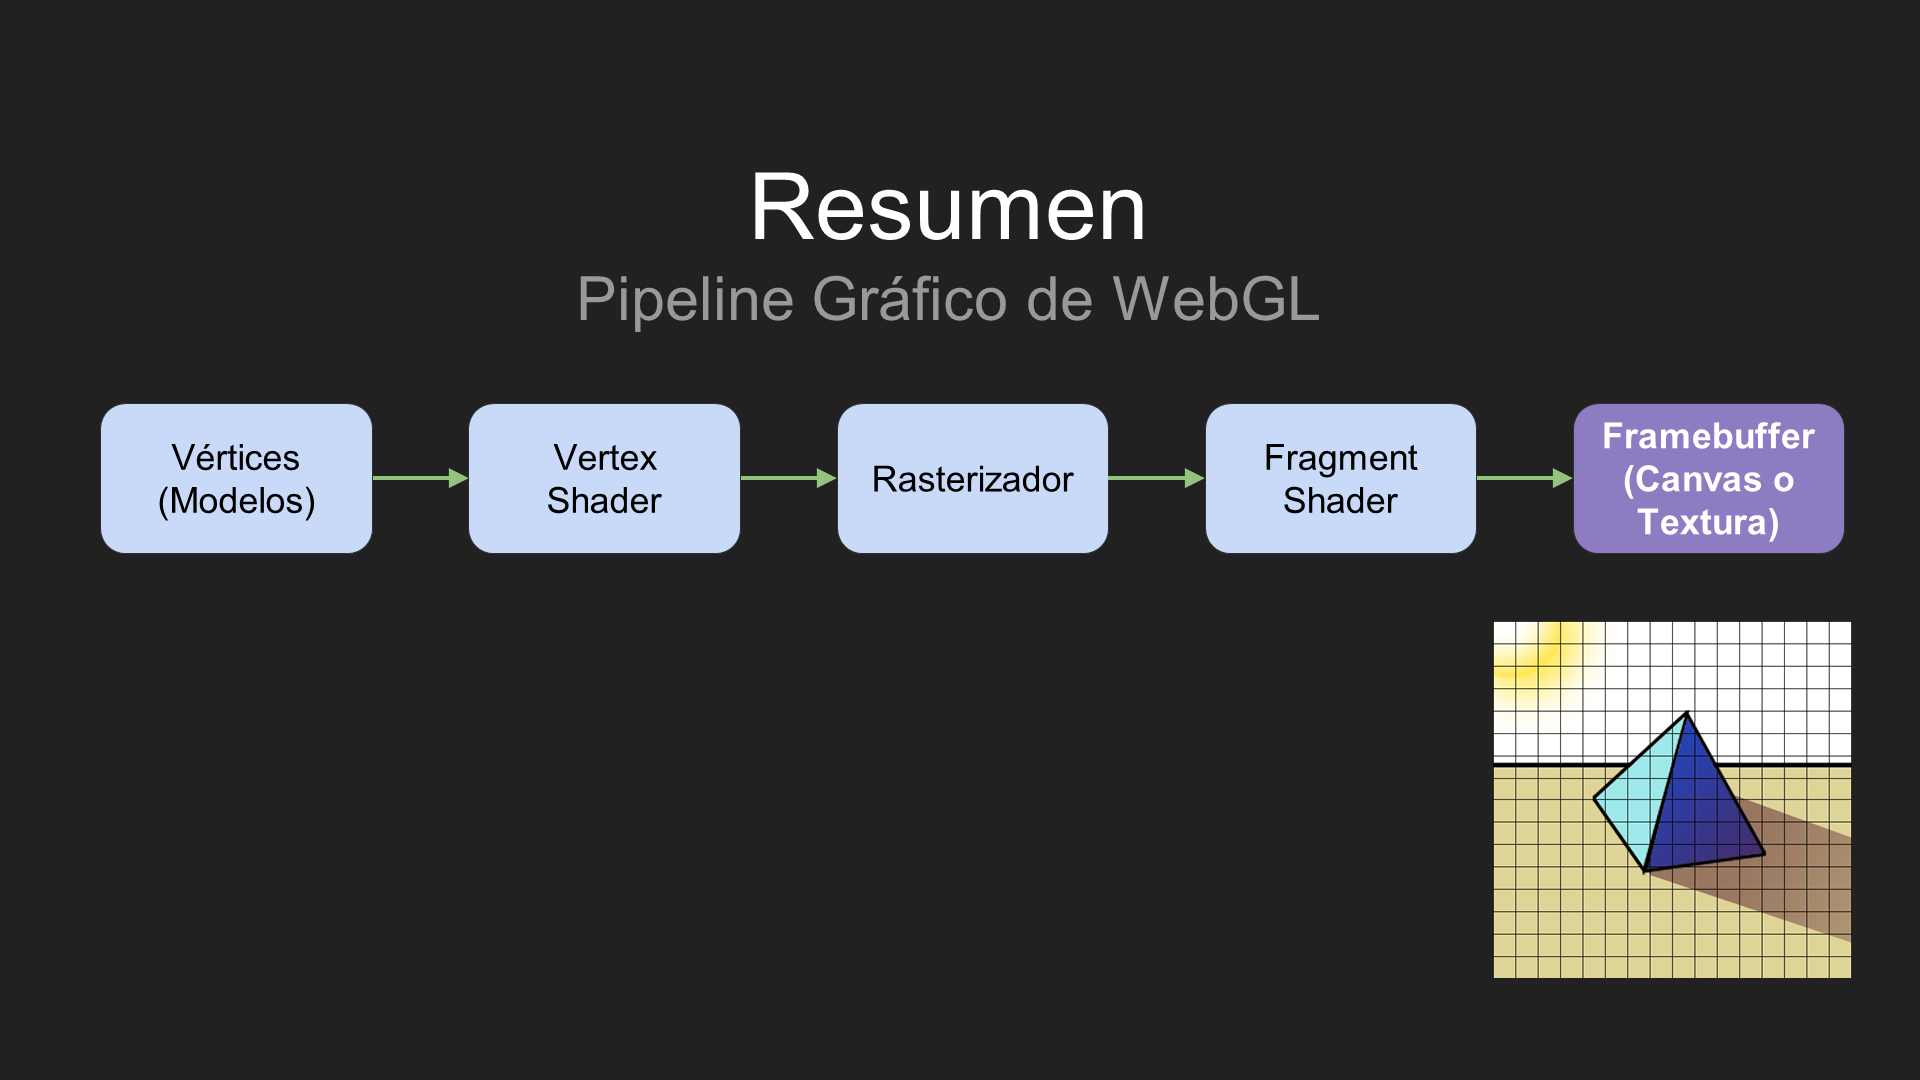 Resumen
Pipeline Gráfico de WebGL
Vértices
(Modelos)
Vertex
Shader
Rasterizador
Fragment
Shader
Framebuffer
(Canvas o
Textura)